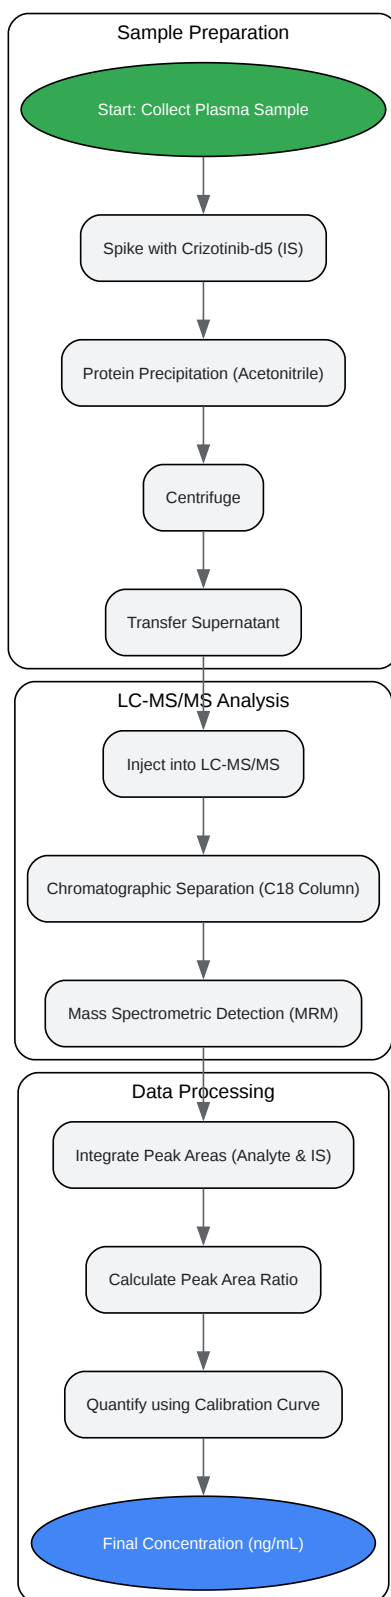 Sample Preparation
Start: Collect Plasma Sample
Spike with Crizotinib-d5 (IS)
Protein Precipitation (Acetonitrile)
Centrifuge
Transfer Supernatant
LC-MS/MS Analysis
Inject into LC-MS/MS
Chromatographic Separation (C18 Column)
Mass Spectrometric Detection (MRM)
Data Processing
Integrate Peak Areas (Analyte & IS)
Calculate Peak Area Ratio
Quantify using Calibration Curve
Final Concentration (ng/mL)